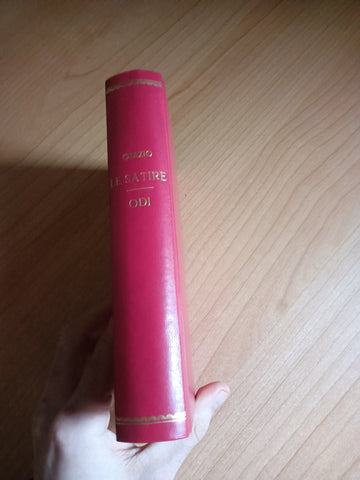 ORAZIO
LE SATIRE
ODI